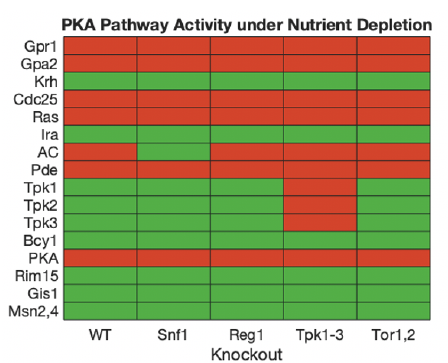 PKA Pathway Activity under Nutrient Depletion
Gpr1
Gpa2
Krh
Cdc25
Ras
Ira
AC
Pde
Tpk1
Tpk2
Tpk3
Bcy1
PKA
Rim15
Gis1
Msn2,4
WT Snf1 Reg1 Tpk1-3 Tor1,2
Knockout